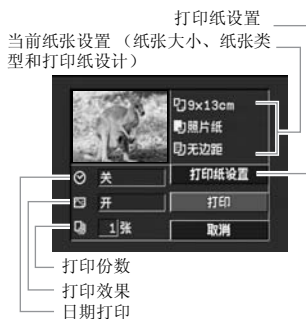 打印纸设置
当前纸张设置 （纸张大小、纸张类
型和打印纸设计）
9x13cm
照片纸
无边距
关
打印纸设置
开
打印
1张
取消
打印份数
打印效果
日期打印